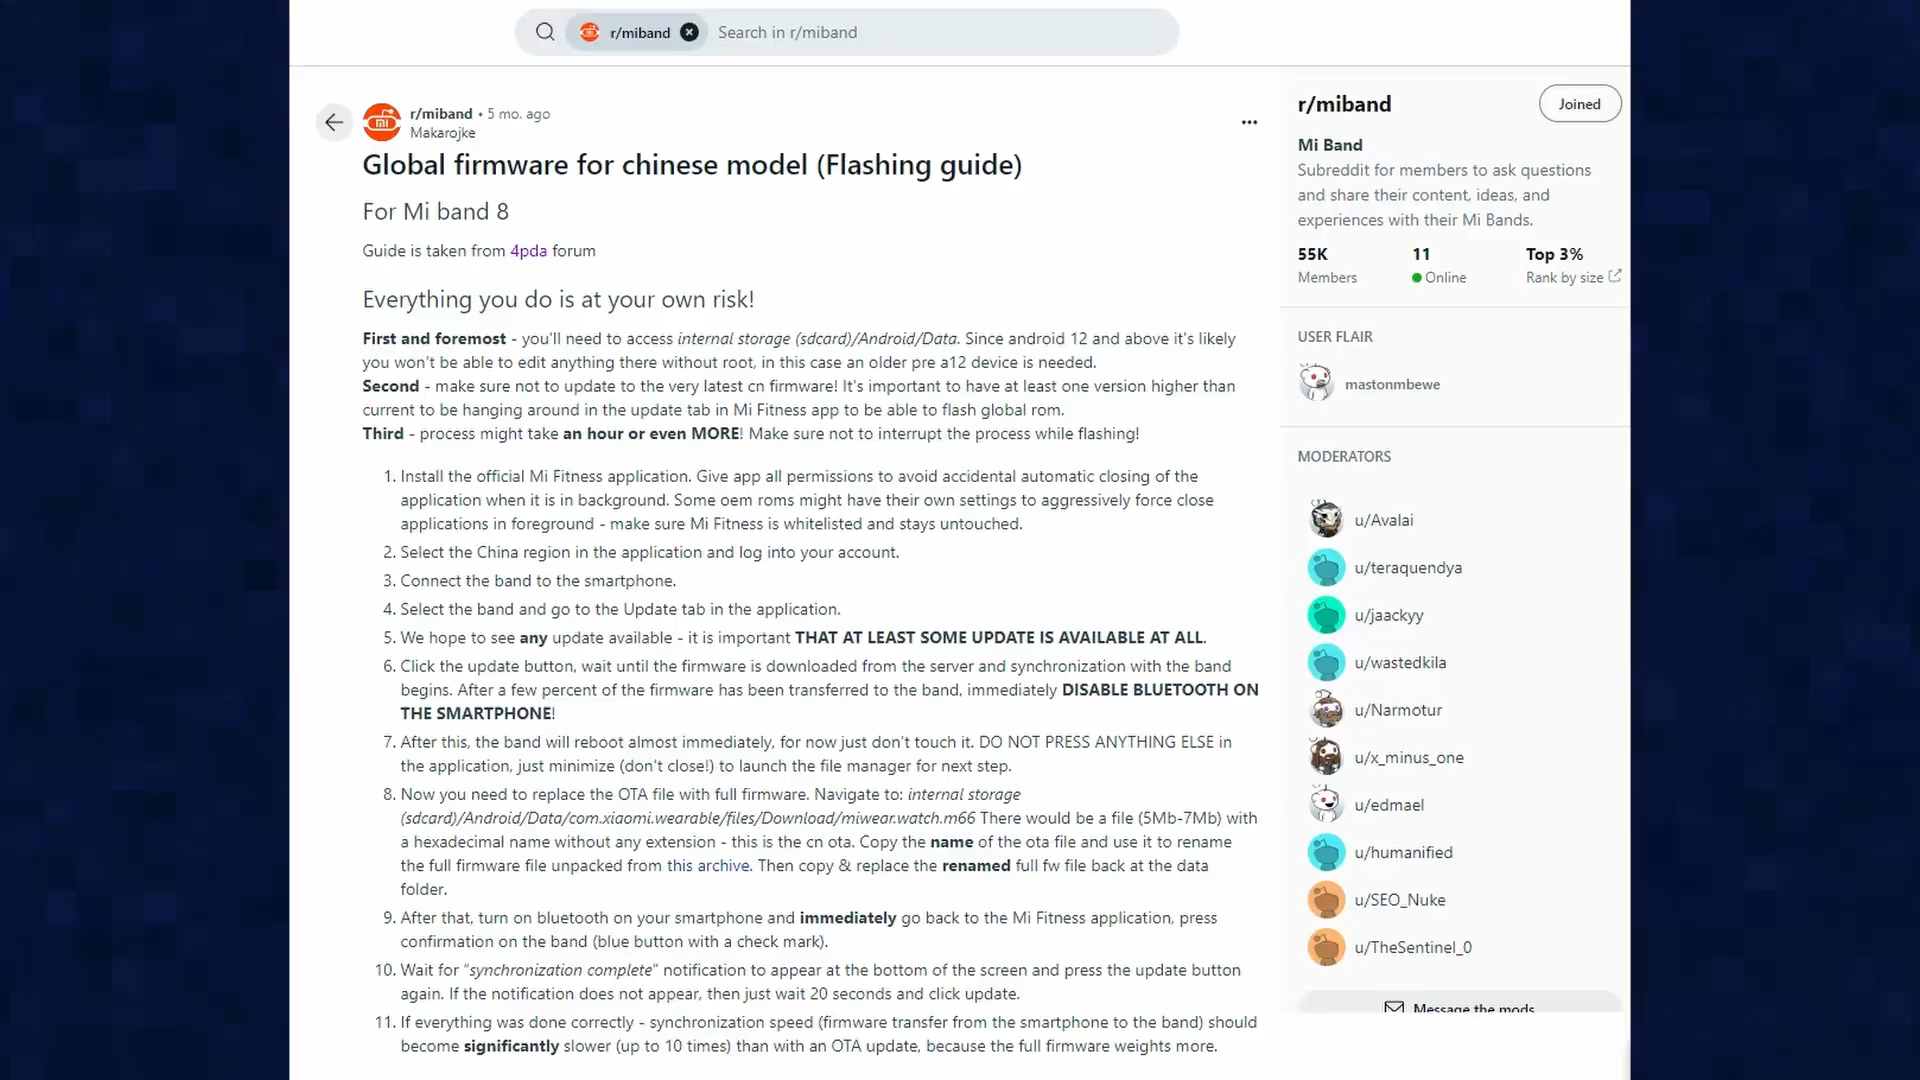 r/miband
Search in r/miband
r/miband • 5 mo. ago
Makarojke
Global firmware for chinese model (Flashing guide)
For Mi band 8
Guide is taken from 4pda forum
Everything you do is at your own risk!
First and foremost - you'll need to access internal storage (sdcard)/Android/Data. Since android 12 and above it's likely
you won't be able to edit anything there without root, in this case an older pre a12 device is needed.
Second - make sure not to update to the very latest cn firmware! It's important to have at least one version higher than
current to be hanging around in the update tab in Mi Fitness app to be able to flash global rom.
Third - process might take an hour or even MORE! Make sure not to interrupt the process while flashing!
1. Install the official Mi Fitness application. Give app all permissions to avoid accidental automatic closing of the
application when it is in background. Some oem roms might have their own settings to aggressively force close
applications in foreground - make sure Mi Fitness is whitelisted and stays untouched.
2. Select the China region in the application and log into your account.
3. Connect the band to the smartphone.
4. Select the band and go to the Update tab in the application.
5. We hope to see any update available - it is important THAT AT LEAST SOME UPDATE IS AVAILABLE AT ALL.
6. Click the update button, wait until the firmware is downloaded from the server and synchronization with the band
begins. After a few percent of the firmware has been transferred to the band, immediately DISABLE BLUETOOTH ON
THE SMARTPHONE!
7. After this, the band will reboot almost immediately, for now just don't touch it. DO NOT PRESS ANYTHING ELSE in
the application, just minimize (don't close!) to launch the file manager for next step.
8. Now you need to replace the OTA file with full firmware. Navigate to: internal storage
(sdcard)/Android/Data/com.xiaomi.wearable/files/Download/miwear.watch.m66 There would be a file (5Mb-7Mb) with
a hexadecimal name without any extension - this is the cn ota. Copy the name of the ota file and use it to rename
the full firmware file unpacked from this archive. Then copy & replace the renamed full fw file back at the data
folder.
9. After that, turn on bluetooth on your smartphone and immediately go back to the Mi Fitness application, press
confirmation on the band (blue button with a check mark).
10. Wait for "synchronization complete" notification to appear at the bottom of the screen and press the update button
again. If the notification does not appear, then just wait 20 seconds and click update.
11. If everything was done correctly - synchronization speed (firmware transfer from the smartphone to the band) should
become significantly slower (up to 10 times) than with an OTA update, because the full firmware weights more.
r/miband
Joined
Mi Band
Subreddit for members to ask questions
and share their content, ideas, and
experiences with their Mi Bands.
55K 11 Top 3%
Members Online Rank by size
USER FLAIR
mastonmbewe
MODERATORS
u/Avalai
u/teraquendya
u/jaackyy
u/wastedkila
u/Narmotur
u/x_minus_one
u/edmael
u/humanified
u/SEO_Nuke
u/TheSentinel_0
Message the mods